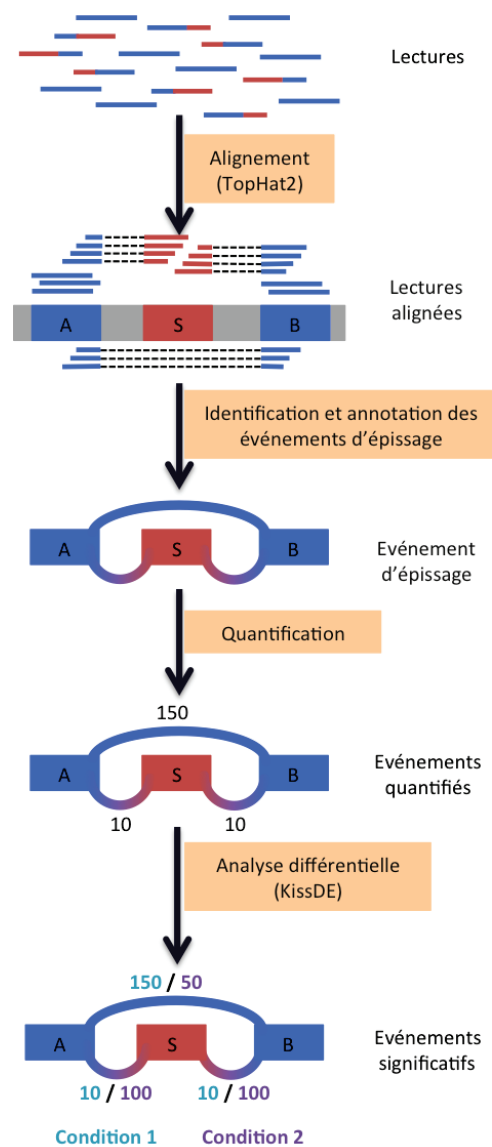 Lectures
Alignement
(TopHat2)
Lectures
alignées
A
S
B
Identification et annotation des
événements d'épissage
A
S
B
Evénement
d'épissage
Quantification
150
A
S
B
Evénements
quantifiés
10
10
Analyse différentielle
(KissDE)
150 / 50
A
S
B
Evénements
significatifs
10 / 100
10 / 100
Condition 1
Condition 2